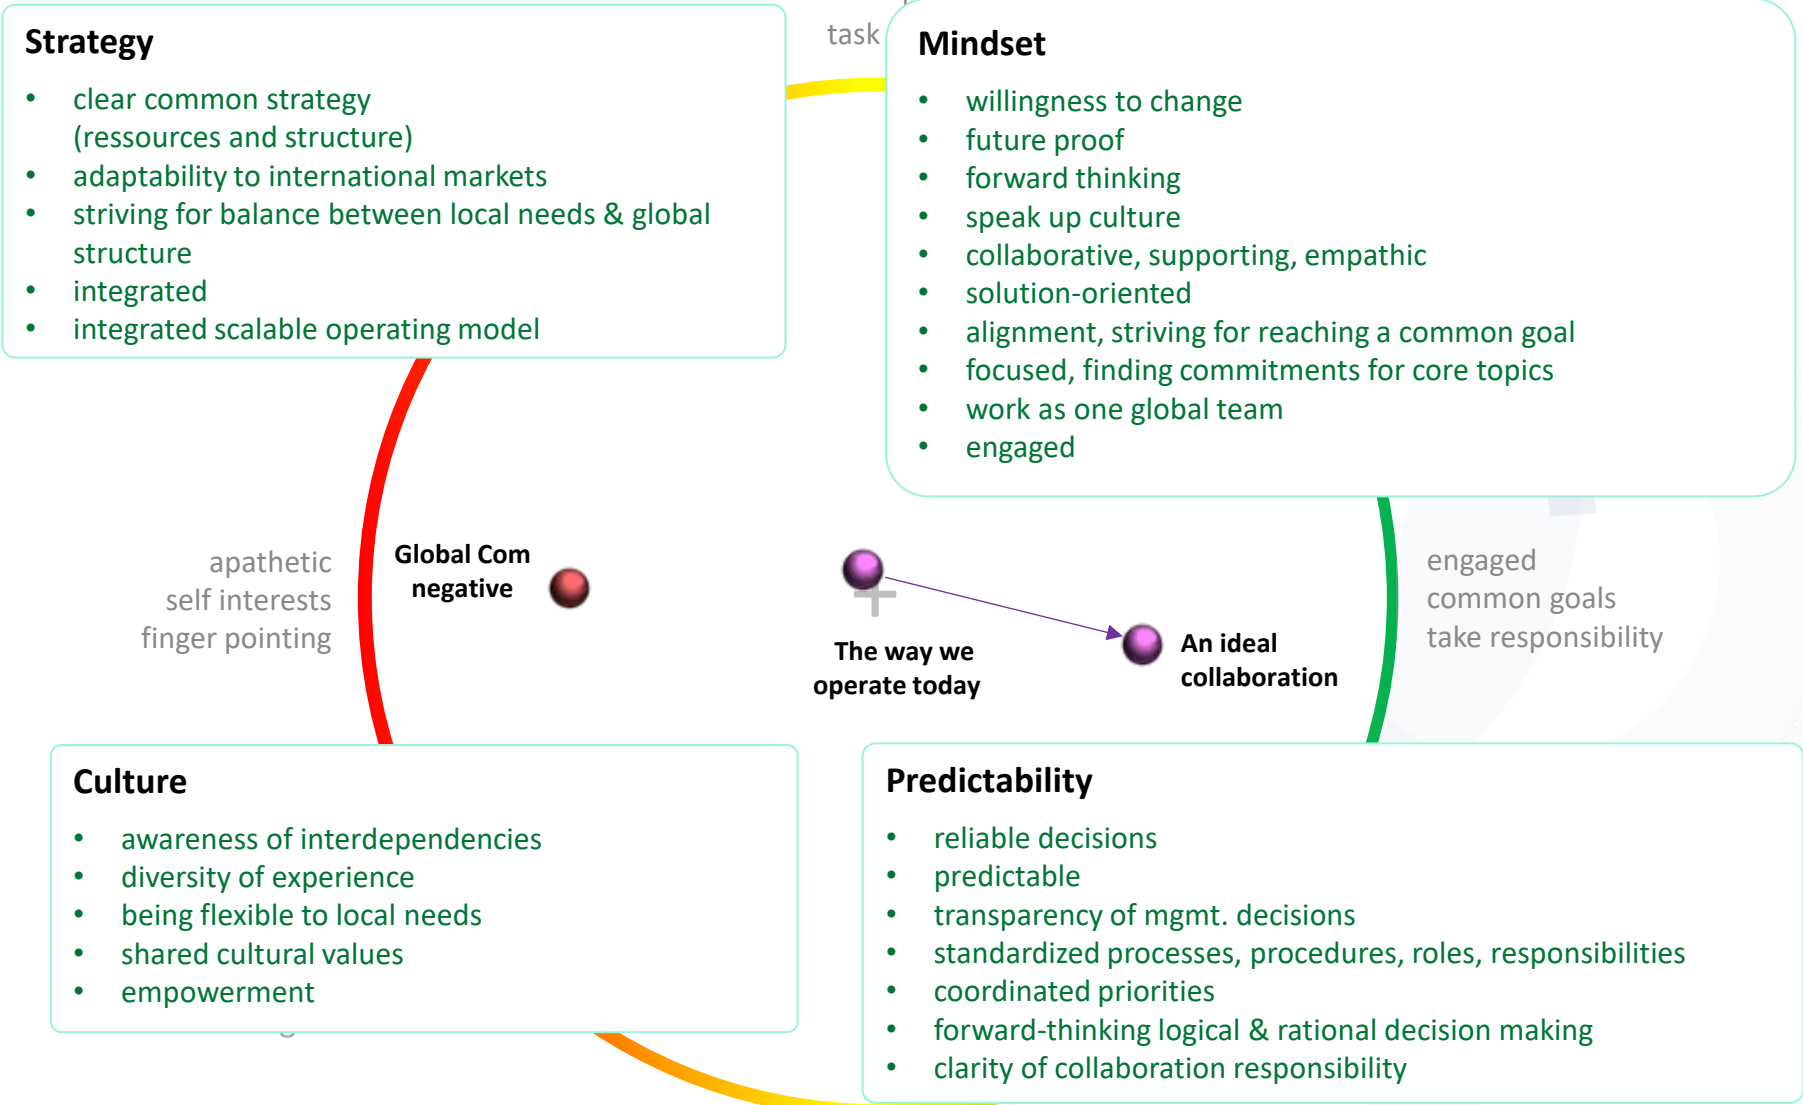 Strategy
• clear common strategy
(ressources and structure)
• adaptability to international markets
• striving for balance between local needs & global
structure
• integrated
• integrated scalable operating model
task
Mindset
• willingness to change
• future proof
• forward thinking
• speak up culture
• collaborative, supporting, empathic
• solution-oriented
• alignment, striving for reaching a common goal
• focused, finding commitments for core topics
• work as one global team
• engaged
apathetic
self interests
finger pointing
Global Com
negative
The way we
operate today
An ideal
collaboration
engaged
common goals
take responsibility
Culture
• awareness of interdependencies
• diversity of experience
• being flexible to local needs
• shared cultural values
• empowerment
Predictability
• reliable decisions
• predictable
• transparency of mgmt. decisions
• standardized processes, procedures, roles, responsibilities
• coordinated priorities
• forward-thinking logical & rational decision making
• clarity of collaboration responsibility